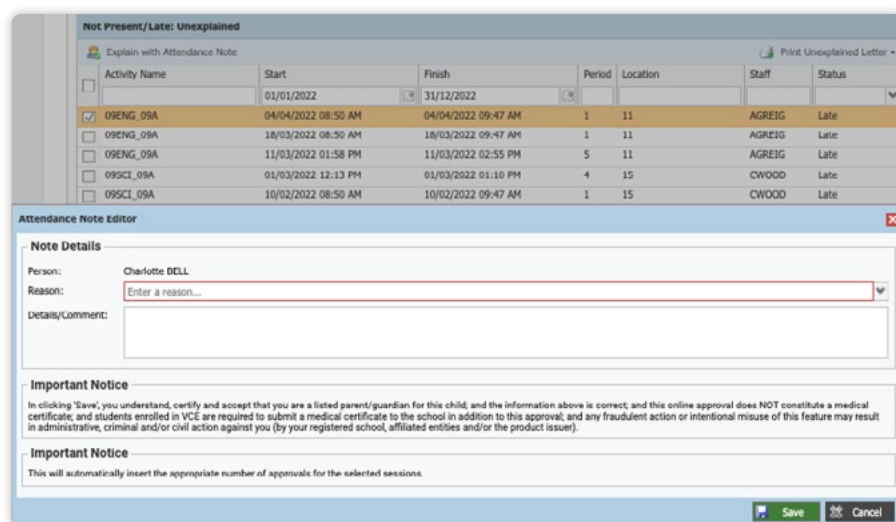 Not Present/Late: Unexplained
Explain with Attendance Note Print Unexplained Letter
Activity Name Start Finish Period Location Staff Status
01/01/2022 31/12/2022
09ENG_09A 04/04/2022 08:50 AM 04/04/2022 09:47 AM 1 11 AGREIG Late
09ENG_09A 18/03/2022 08:50 AM 18/03/2022 09:47 AM 1 11 AGREIG Late
09ENG_09A 11/03/2022 01:58 PM 11/03/2022 02:55 PM 5 11 AGREIG Late
09SCI_09A 01/03/2022 12:13 PM 01/03/2022 01:10 PM 4 15 CWOOD Late
09SCI_09A 10/02/2022 08:50 AM 10/02/2022 09:47 AM 1 15 CWOOD Late
Attendance Note Editor
Note Details
Person: Charlotte BELL
Reason: Enter a reason...
Details/Comment:
Important Notice
In clicking 'Save', you understand, certify and accept that you are a listed parent/guardian for this child; and the information above is correct; and this online approval does NOT constitute a medical
certificate; and students enrolled in VCE are required to submit a medical certificate to the school in addition to this approval; and any fraudulent action or intentional misuse of this feature may result
in administrative, criminal and/or civil action against you (by your registered school, affiliated entities and/or the product issuer).
Important Notice
This will automatically insert the appropriate number of approvals for the selected sessions.
Save Cancel